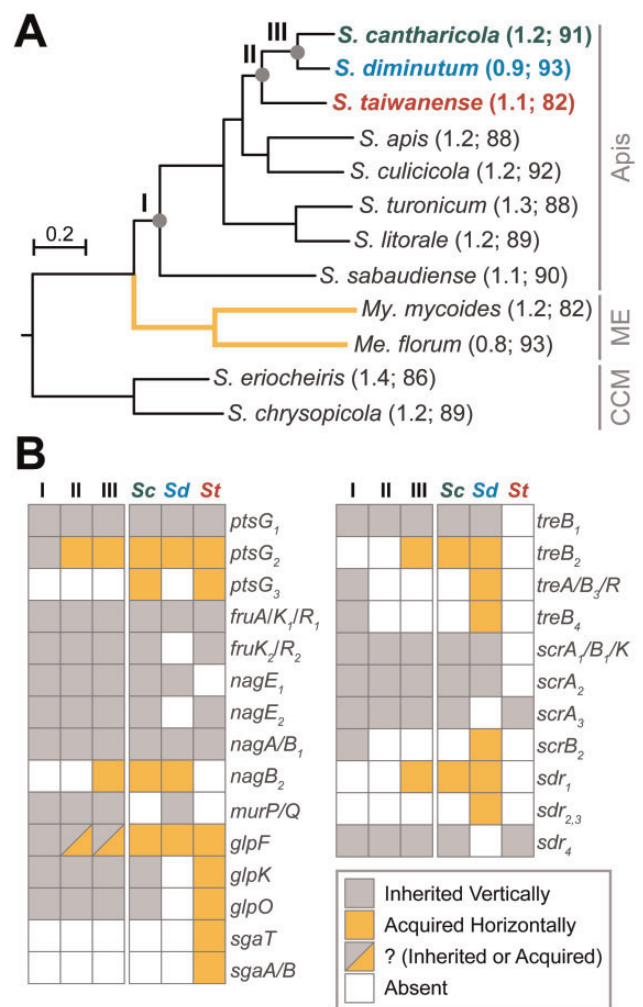 A
III
II
I
0.2
S. cantharicola (1.2; 91)
S. diminutum (0.9; 93)
S. taiwanense (1.1; 82)
S. apis (1.2; 88)
S. culicicola (1.2; 92)
S. turonicum (1.3; 88)
S. litorale (1.2; 89)
S. sabaudiense (1.1; 90)
My. mycoides (1.2; 82)
Me. florum (0.8; 93)
S. eriocheiris (1.4; 86)
S. chrysopicola (1.2; 89)
Apis
ME
CCM
B
I II III Sc Sd St
ptsG1
ptsG2
ptsG3
fruA/K1/R1
fruK2/R2
nagE1
nagE2
nagA/B1
nagB2
murP/Q
glpF
glpK
glpO
sgaT
sgaA/B
I II III Sc Sd St
treB1
treB2
treA/B3/R
treB4
scrA1/B1/K
scrA2
scrA3
scrB2
sdr1
sdr2,3
sdr4
Inherited Vertically
Acquired Horizontally
? (Inherited or Acquired)
Absent